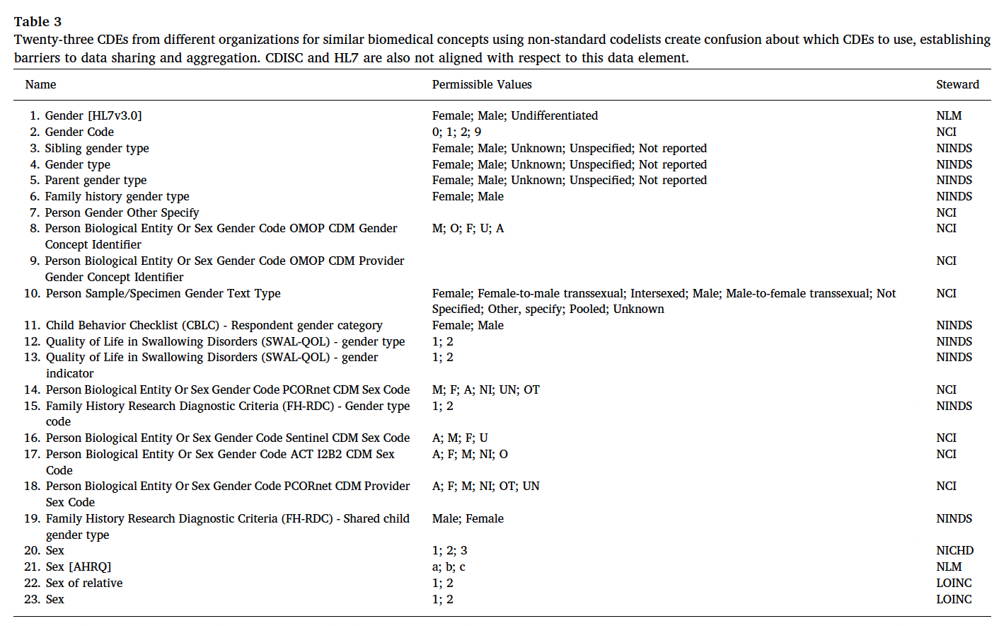 Table 3
Twenty-three CDEs from different organizations for similar biomedical concepts using non-standard codelists create confusion about which CDEs to use, establishing
barriers to data sharing and aggregation. CDISC and HL7 are also not aligned with respect to this data element.
Name Permissible Values Steward
1. Gender [HL7v3.0] Female; Male; Undifferentiated NLM
2. Gender Code 0; 1; 2; 9 NCI
3. Sibling gender type Female; Male; Unknown; Unspecified; Not reported NINDS
4. Gender type Female; Male; Unknown; Unspecified; Not reported NINDS
5. Parent gender type Female; Male; Unknown; Unspecified; Not reported NINDS
6. Family history gender type Female; Male NINDS
7. Person Gender Other Specify NCI
8. Person Biological Entity Or Sex Gender Code OMOP CDM Gender M; O; F; U; A NCI
Concept Identifier
9. Person Biological Entity Or Sex Gender Code OMOP CDM Provider NCI
Gender Concept Identifier
10. Person Sample/Specimen Gender Text Type Female; Female-to-male transsexual; Intersexed; Male; Male-to-female transsexual; Not NCI
Specified; Other, specify; Pooled; Unknown
11. Child Behavior Checklist (CBLC) - Respondent gender category Female; Male NINDS
12. Quality of Life in Swallowing Disorders (SWAL-QOL) - gender type 1; 2 NINDS
13. Quality of Life in Swallowing Disorders (SWAL-QOL) - gender 1; 2 NINDS
indicator
14. Person Biological Entity Or Sex Gender Code PCORnet CDM Sex Code M; F; A; NI; UN; OT NCI
15. Family History Research Diagnostic Criteria (FH-RDC) - Gender type 1; 2 NINDS
code
16. Person Biological Entity Or Sex Gender Code Sentinel CDM Sex Code A; M; F; U NCI
17. Person Biological Entity Or Sex Gender Code ACT I2B2 CDM Sex A; F; M; NI; O NCI
Code
18. Person Biological Entity Or Sex Gender Code PCORnet CDM Provider A; F; M; NI; OT; UN NCI
Sex Code
19. Family History Research Diagnostic Criteria (FH-RDC) - Shared child Male; Female NINDS
gender type
20. Sex 1; 2; 3 NICHD
21. Sex [AHRQ] a; b; c NLM
22. Sex of relative 1; 2 LOINC
23. Sex 1; 2 LOINC